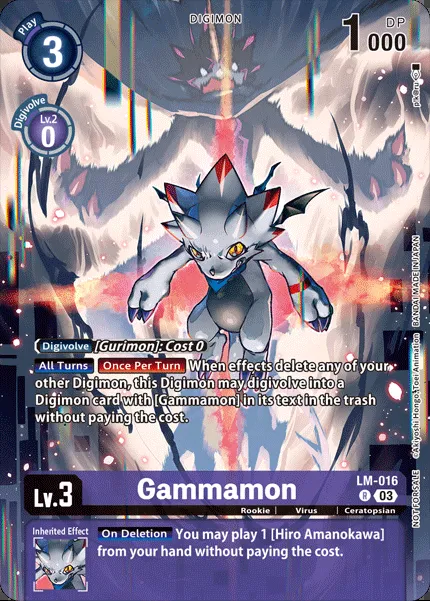 DIGIMON
Play
3
1000
DP
Digivolve
Lv.2
0
Digivolve [Gurimon]: Cost 0
All Turns Once Per Turn When effects delete any of your
other Digimon, this Digimon may digivolve into a
Digimon card with [Gammamon] in its text in the trash
without paying the cost.
NOT FOR SALE ©Akiyoshi Hongo, Toei Animation BANDAI MADE IN JAPAN
Lv.3
Gammamon
LM-016
R 03
Rookie Virus Ceratopsian
Inherited Effect
On Deletion You may play 1 [Hiro Amanokawa]
from your hand without paying the cost.